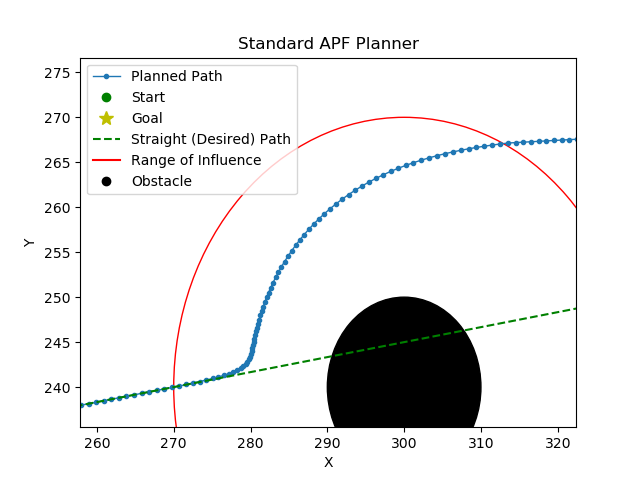 Standard APF Planner
Planned Path
Start
Goal
Straight (Desired) Path
Range of Influence
Obstacle
Y
275
270
265
260
255
250
245
240
260
270
280
290
300
310
320
X